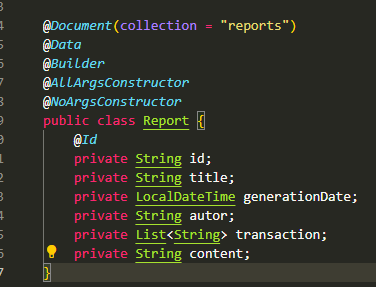 4 @Document(collection = "reports")
5 @Data
6 @Builder
7 @AllArgsConstructor
8 @NoArgsConstructor
9 public class Report {
0     @Id
1     private String id;
2     private String title;
3     private LocalDateTime generationDate;
4     private String autor;
5     private List<String> transaction;
6     private String content;
7 }